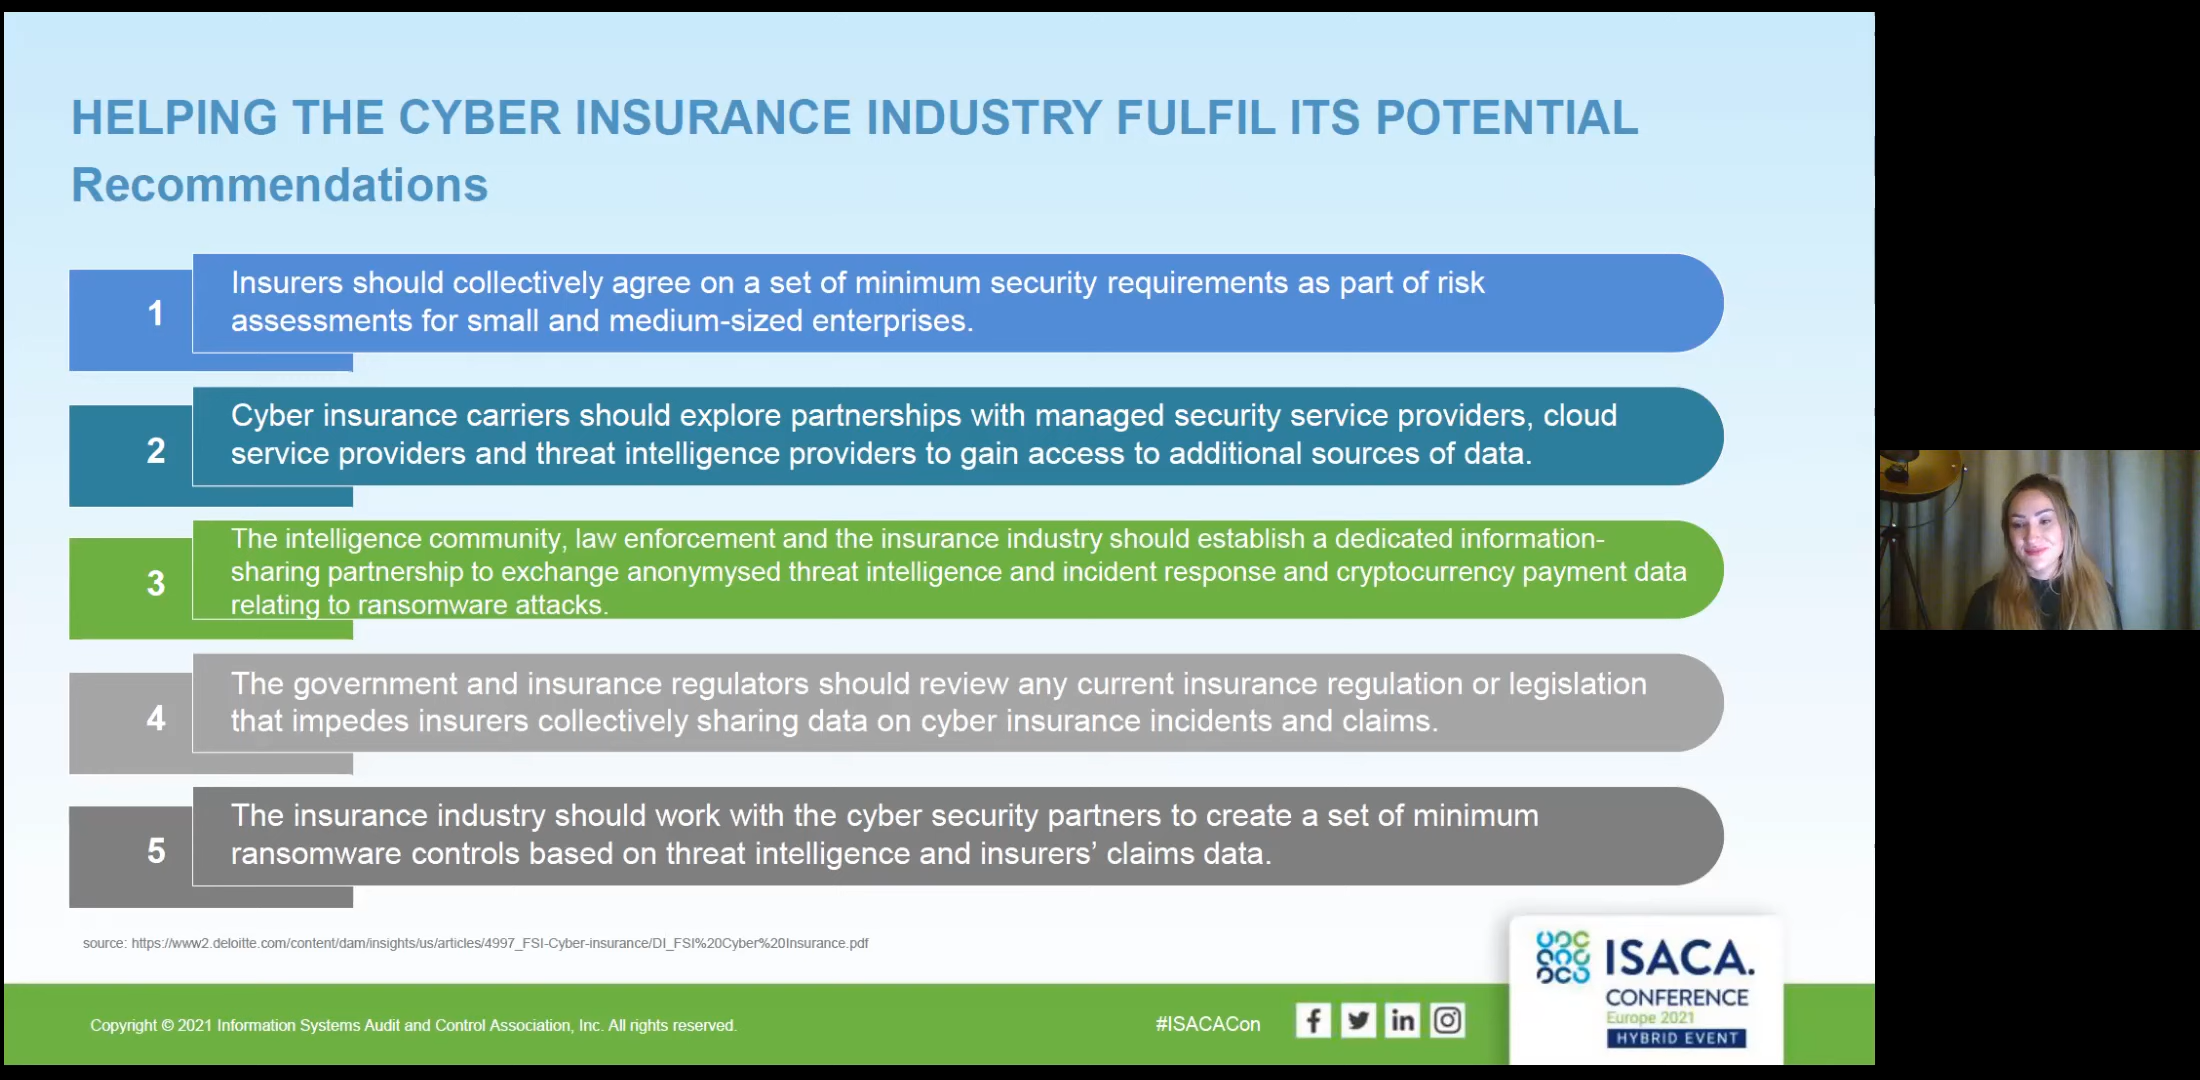 HELPING THE CYBER INSURANCE INDUSTRY FULFIL ITS POTENTIAL
Recommendations
1
Insurers should collectively agree on a set of minimum security requirements as part of risk
assessments for small and medium-sized enterprises.
2
Cyber insurance carriers should explore partnerships with managed security service providers, cloud
service providers and threat intelligence providers to gain access to additional sources of data.
3
The intelligence community, law enforcement and the insurance industry should establish a dedicated information-
sharing partnership to exchange anonymysed threat intelligence and incident response and cryptocurrency payment data
relating to ransomware attacks.
4
The government and insurance regulators should review any current insurance regulation or legislation
that impedes insurers collectively sharing data on cyber insurance incidents and claims.
5
The insurance industry should work with the cyber security partners to create a set of minimum
ransomware controls based on threat intelligence and insurers’ claims data.
source: https://www2.deloitte.com/content/dam/insights/us/articles/4997_FSI-Cyber-insurance/DI_FSI%20Cyber%20Insurance.pdf
Copyright © 2021 Information Systems Audit and Control Association, Inc. All rights reserved.
#ISACACon
ISACA.
CONFERENCE
Europe 2021
HYBRID EVENT